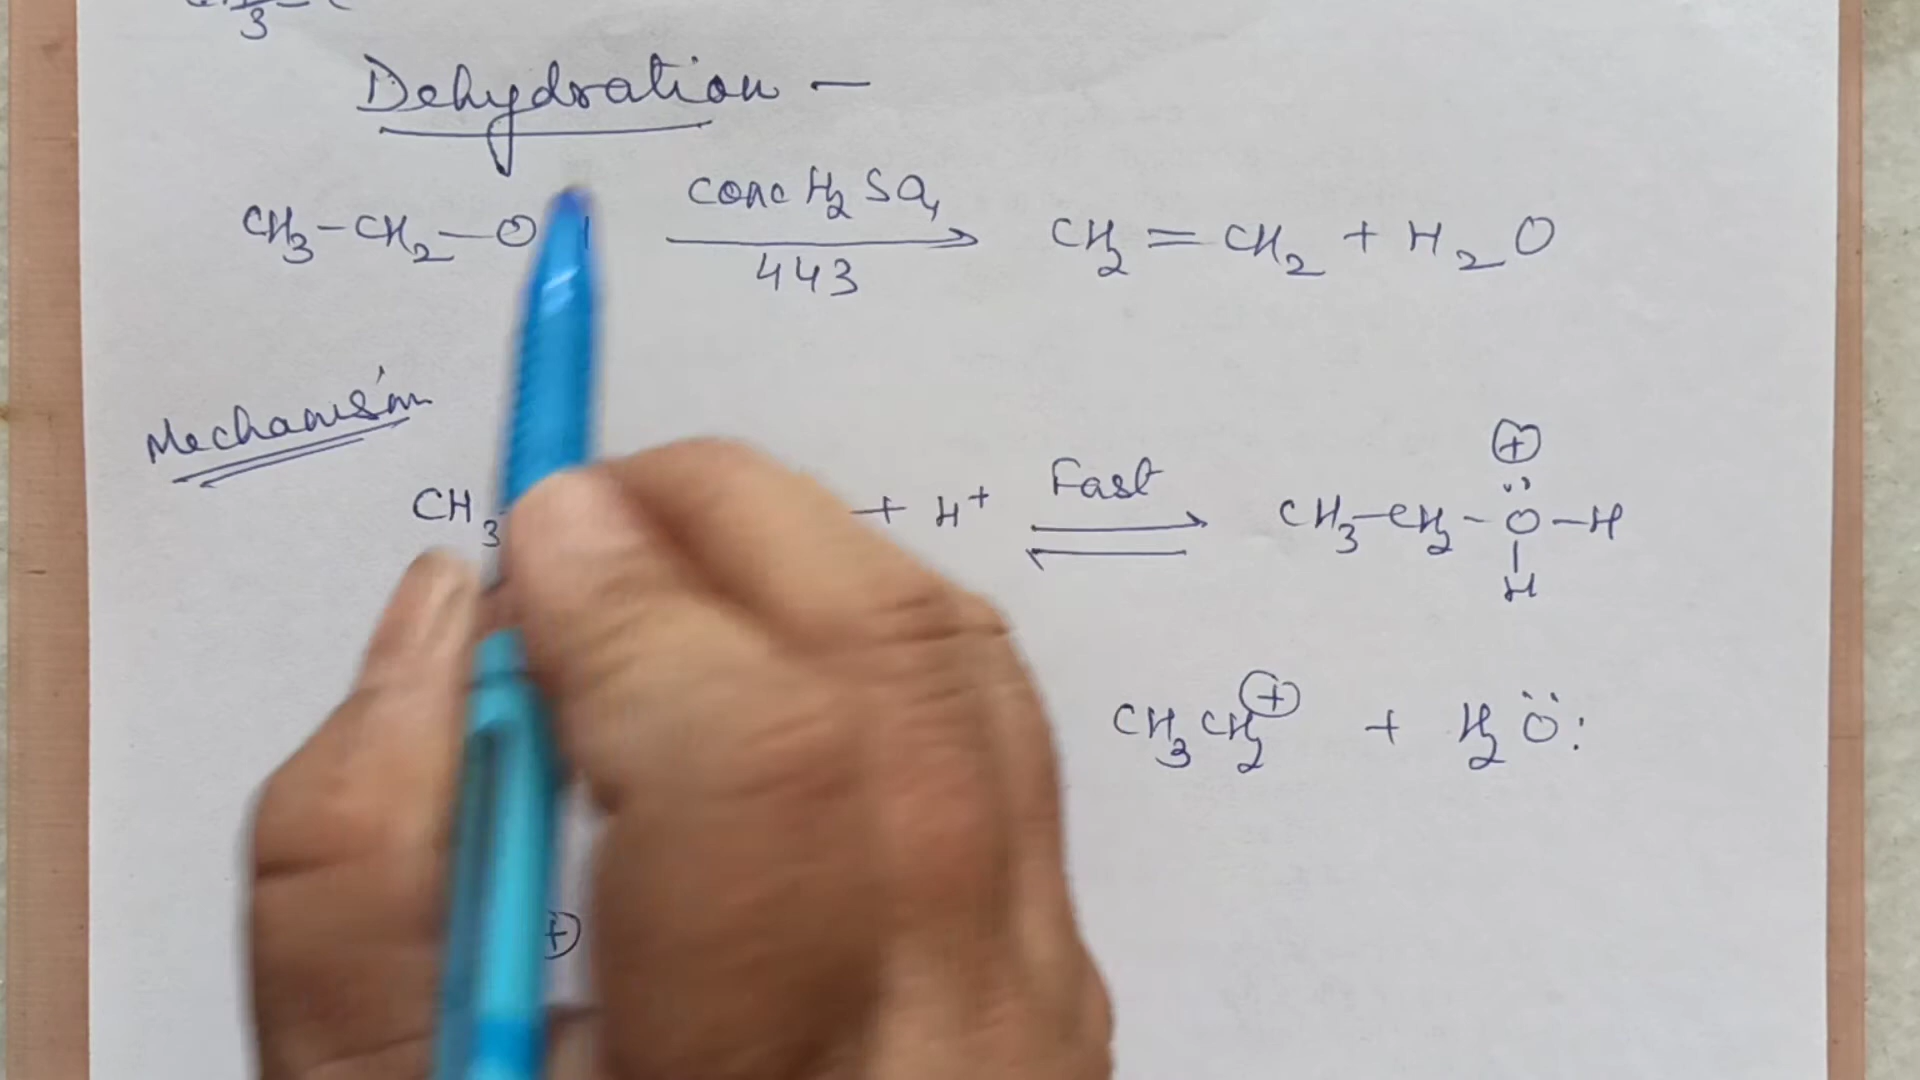 Dehydration —
CH₃–CH₂–O conc H₂SO₄ 443 → CH₂=CH₂ + H₂O
Mechanism
CH₃ + H⁺ Fast ⇌ CH₃–CH₂–Ö–H ⊕
H
CH₃CH₂⊕ + H₂Ö:
⊕